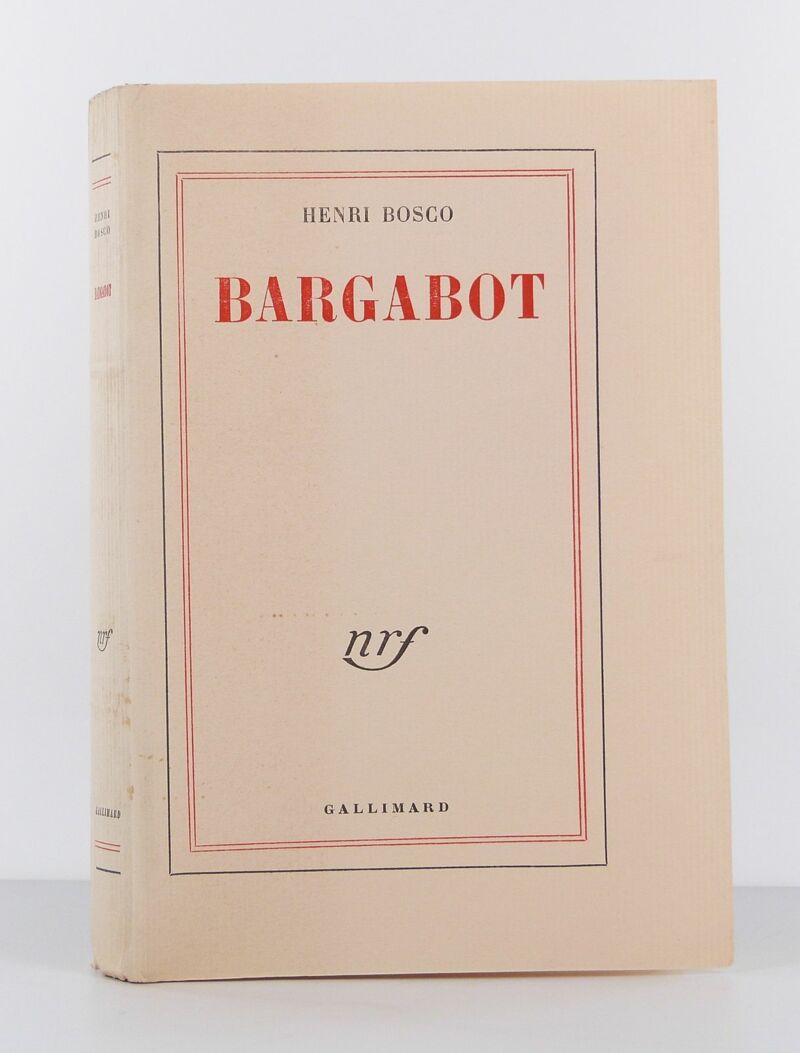 HENRI BOSCO
BARGABOT
nrf
GALLIMARD
HENRI
BOSCO
BARGABOT
nrf
GALLIMARD